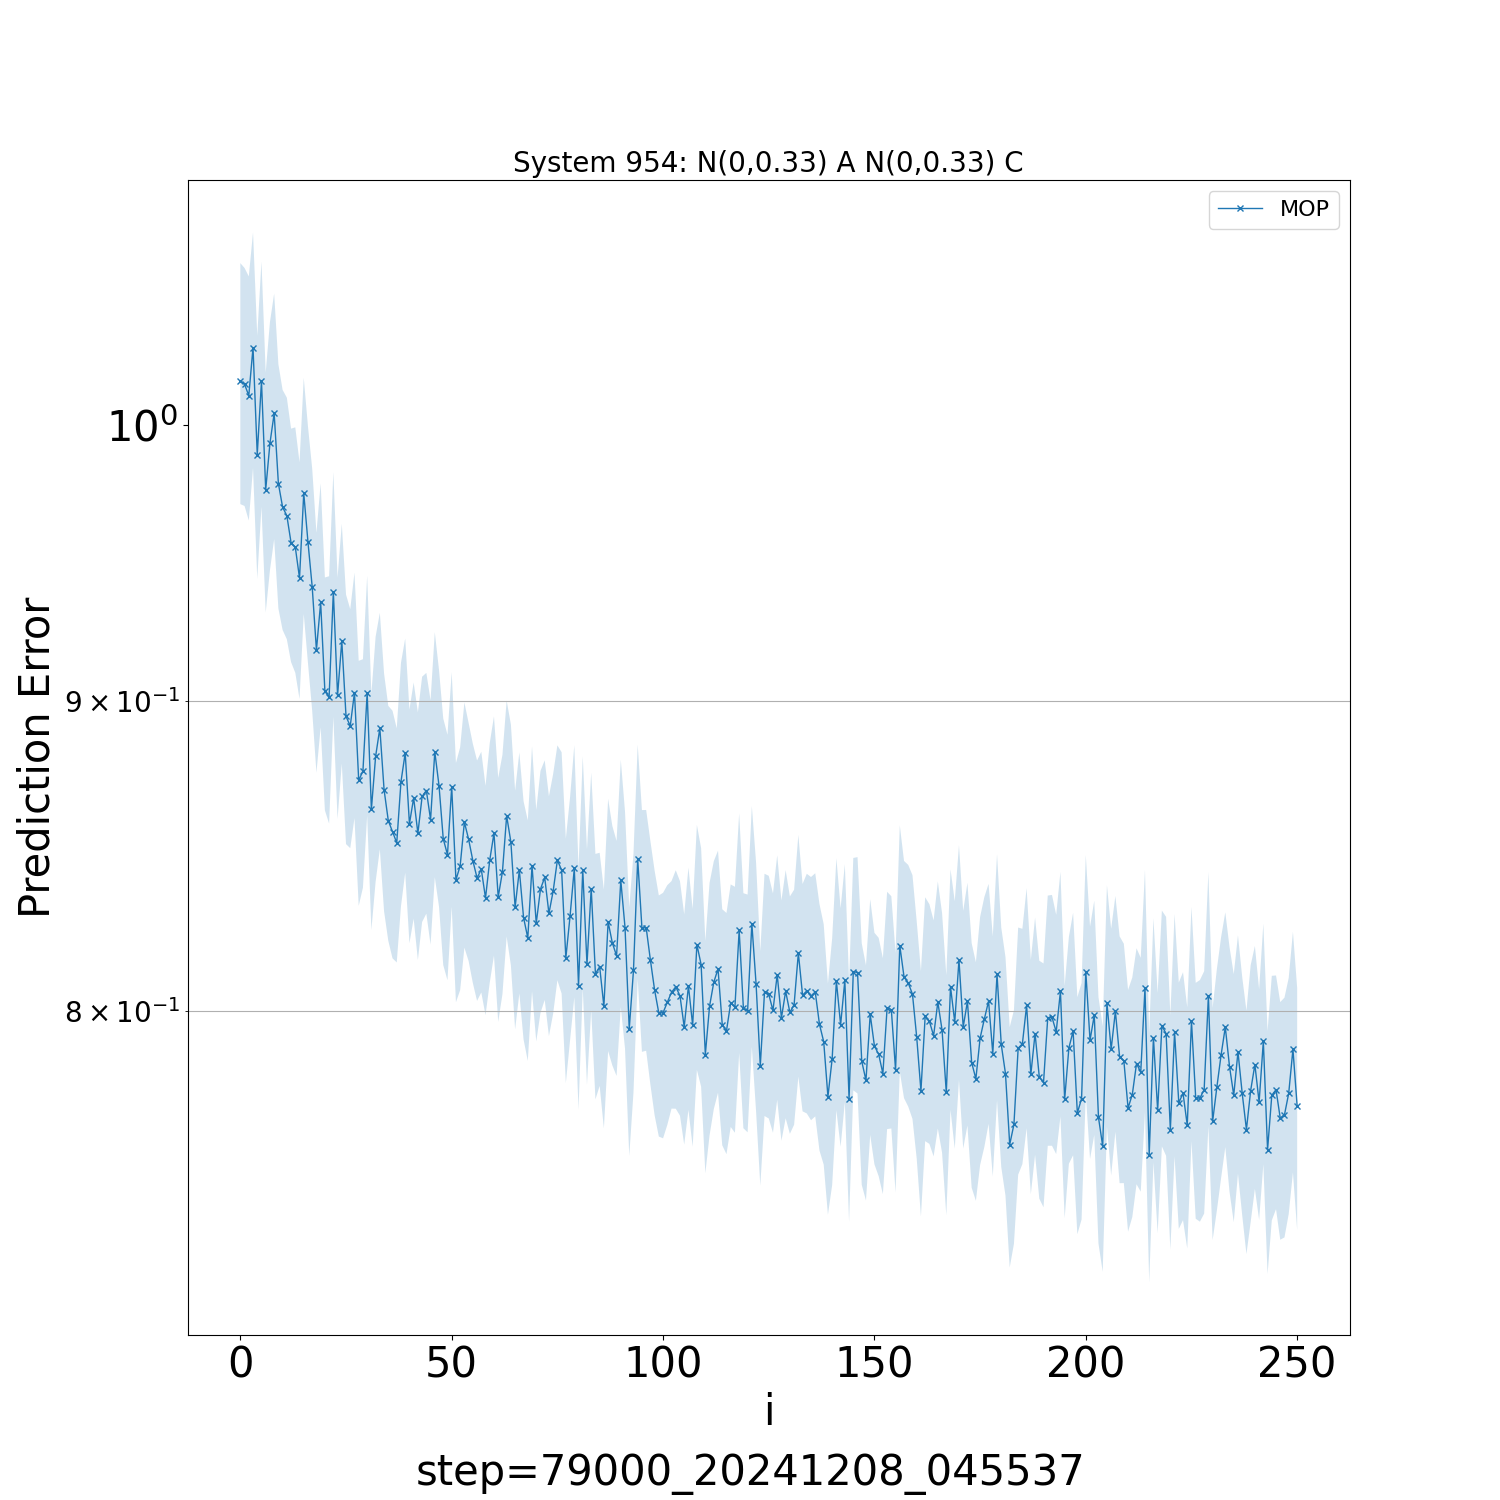 System 954: N(0,0.33) A N(0,0.33) C
MOP
10⁰
9 × 10⁻¹
8 × 10⁻¹
Prediction Error
0 50 100 150 200 250
i
step=79000_20241208_045537